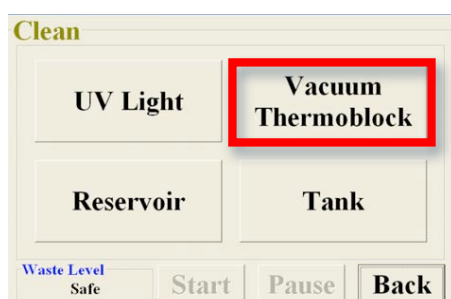 Clean
UV Light
Vacuum
Thermoblock
Reservoir
Tank
Waste Level
Safe
Start
Pause
Back